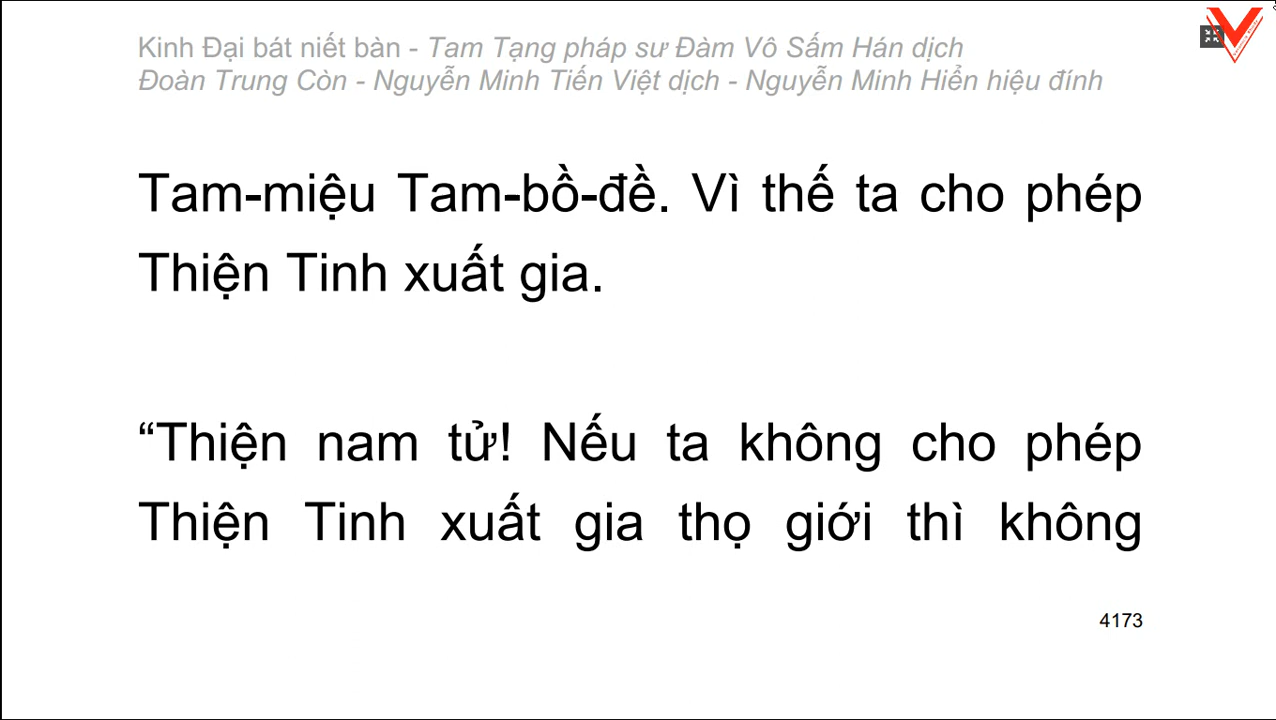 Kinh Đại bát niết bàn - Tam Tạng pháp sư Đàm Vô Sấm Hán dịch
Đoàn Trung Còn - Nguyễn Minh Tiến Việt dịch - Nguyễn Minh Hiển hiệu đính
Tam-miệu Tam-bồ-đề. Vì thế ta cho phép
Thiện Tinh xuất gia.
“Thiện nam tử! Nếu ta không cho phép
Thiện Tinh xuất gia thọ giới thì không
4173